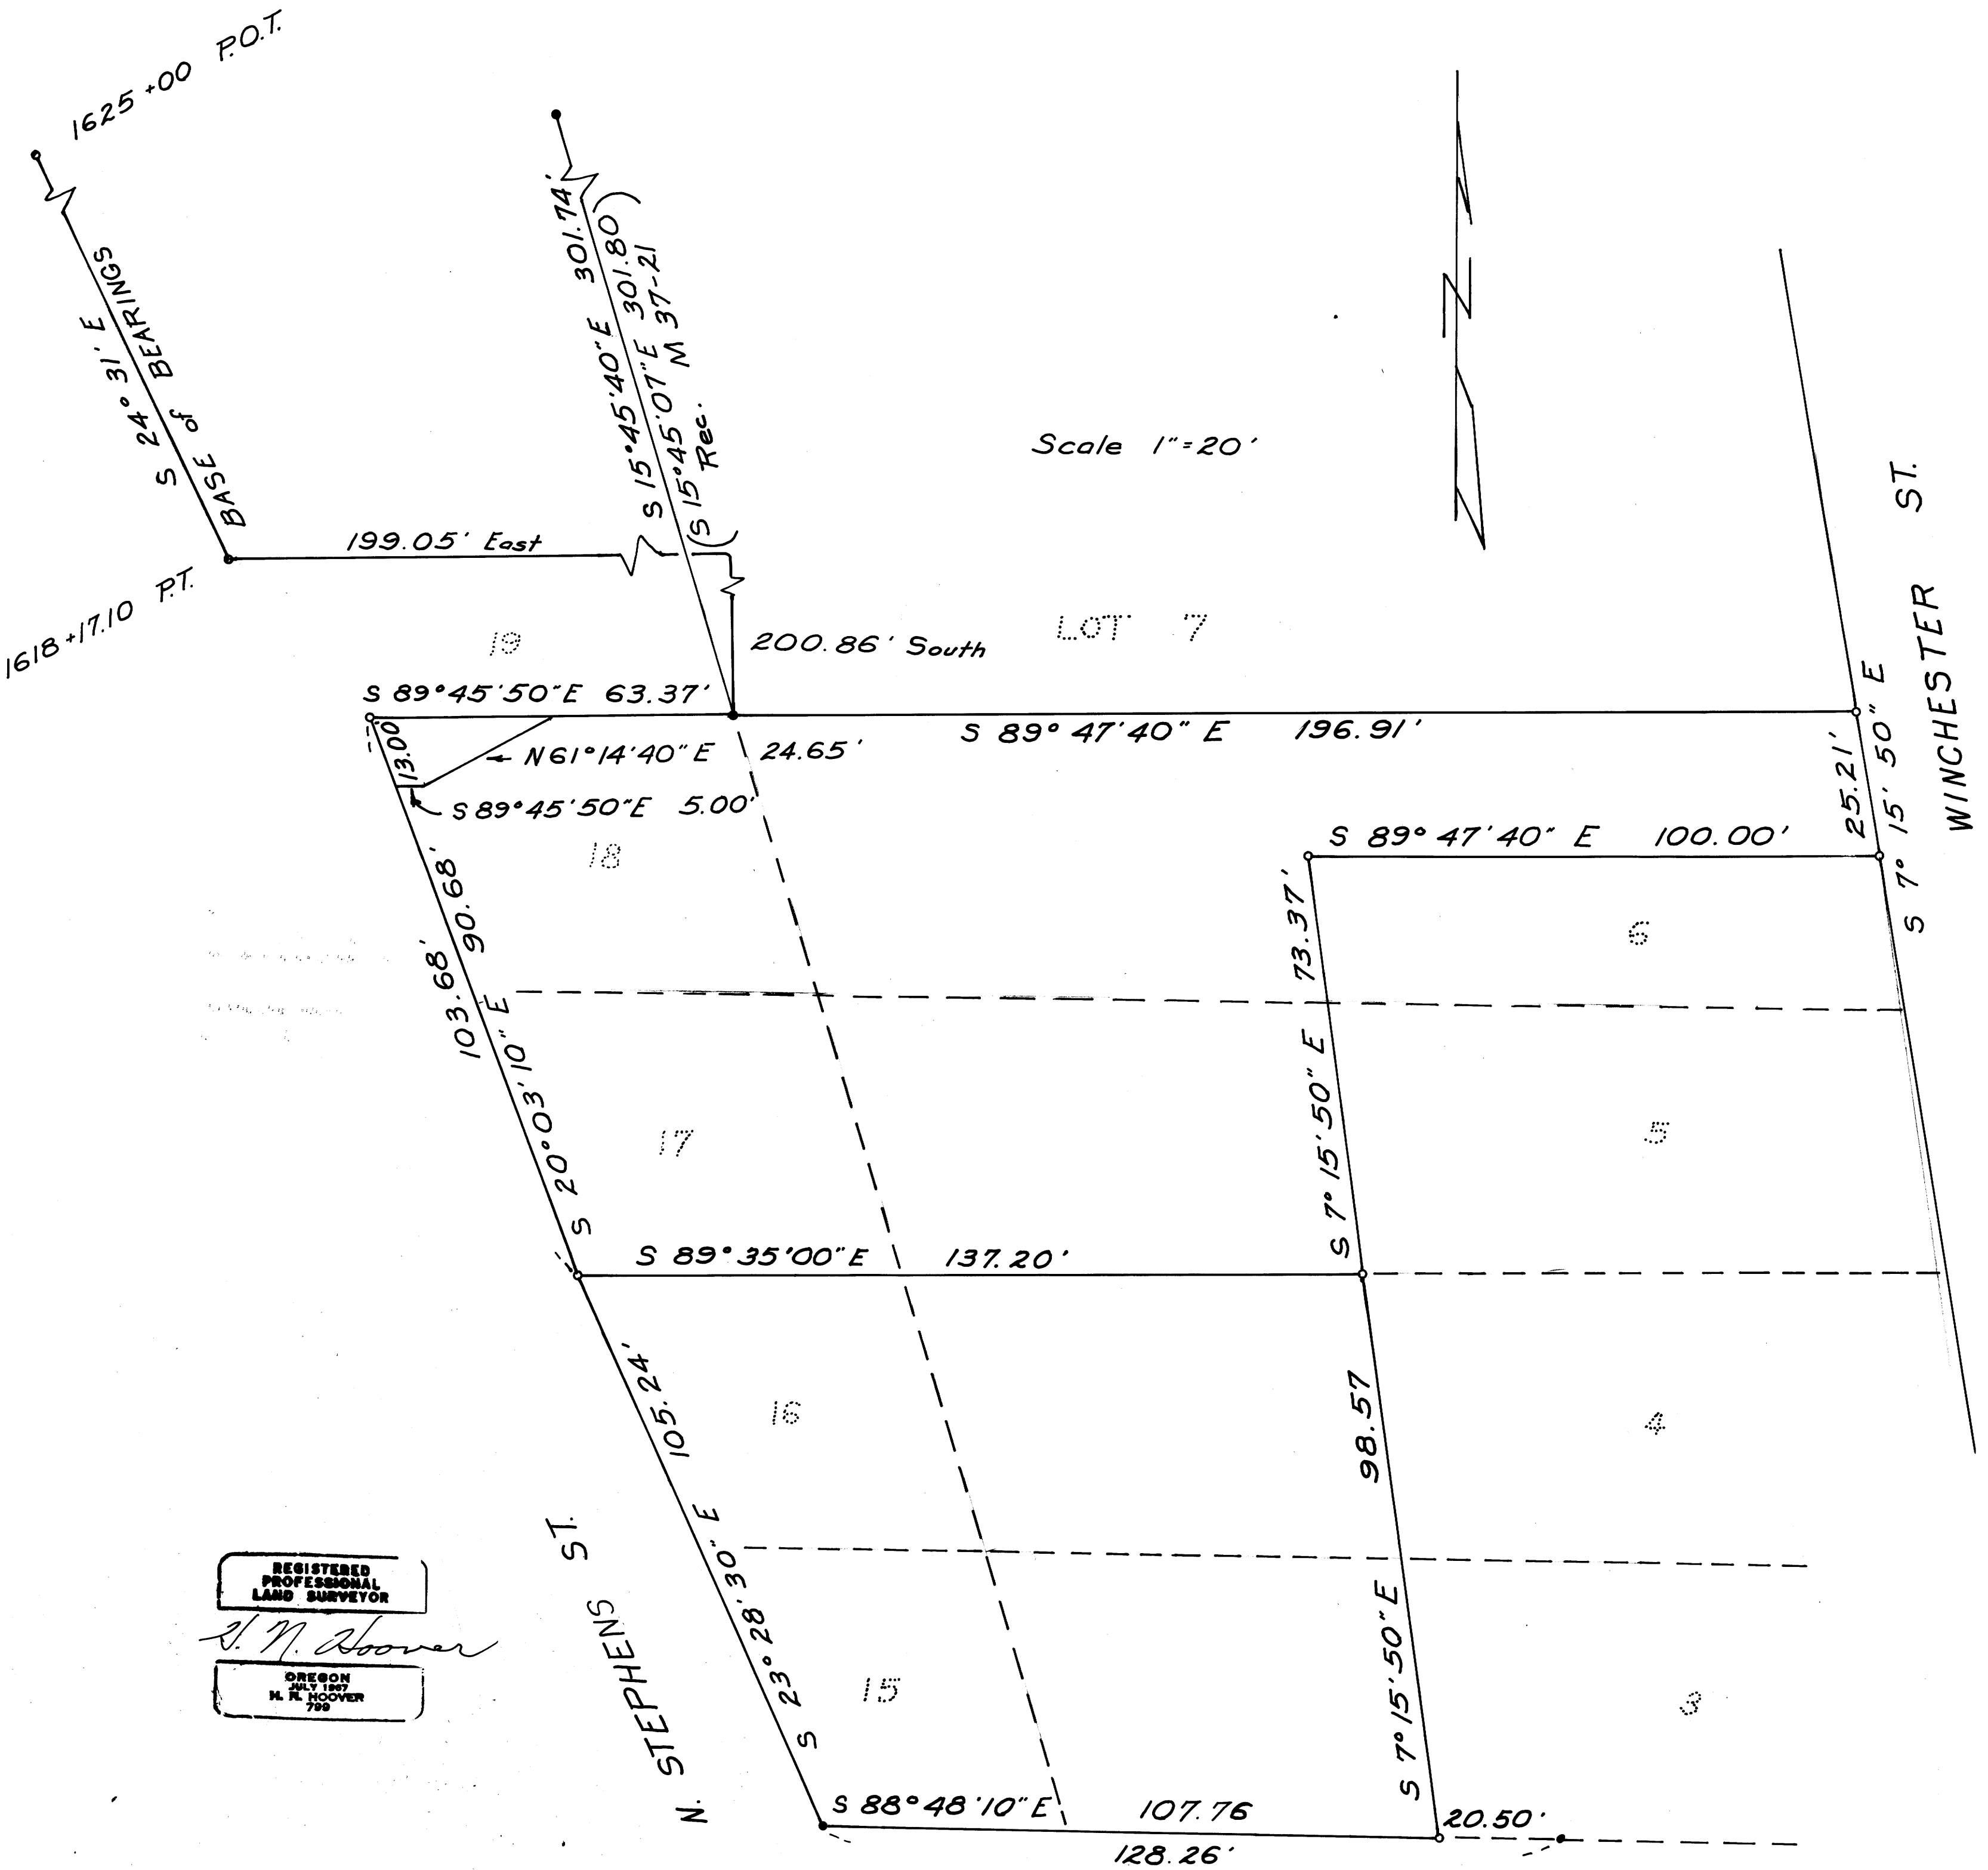 1625+00 P.O.T.
S 24° 31' E
BASE of BEARINGS
1618+17.10 P.T.
199.05' East
301.74'
S 15°45'40"E
(S 15°45'07"E 301.80)
Rec. M 37-21
N
Scale 1"=20'
200.86' South
LOT 7
19
S 89°45'50"E 63.37'
S 89° 47'40" E 196.91'
13.00
N 61°14'40" E 24.65'
S 89°45'50"E 5.00'
WINCHESTER ST.
25.21'
S 7° 15' 50" E
S 89° 47'40" E 100.00'
18
90.68'
103.68'
S 20°03'10" E
73.37'
S 7° 15'50" E
6
17
5
S 89°35'00"E 137.20'
105.24'
S 23°28'30" E
16
98.57
S 7°15'50" E
4
15
3
N. STEPHENS ST.
S 88°48'10"E 107.76
20.50'
128.26'
REGISTERED
PROFESSIONAL
LAND SURVEYOR
H. N. Hoover
OREGON
JULY 1967
H. N. HOOVER
799